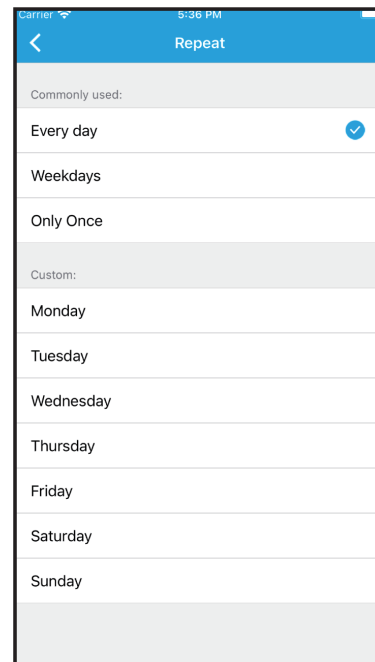 Carrier 5:36 PM
Repeat
Commonly used:
Every day
Weekdays
Only Once
Custom:
Monday
Tuesday
Wednesday
Thursday
Friday
Saturday
Sunday